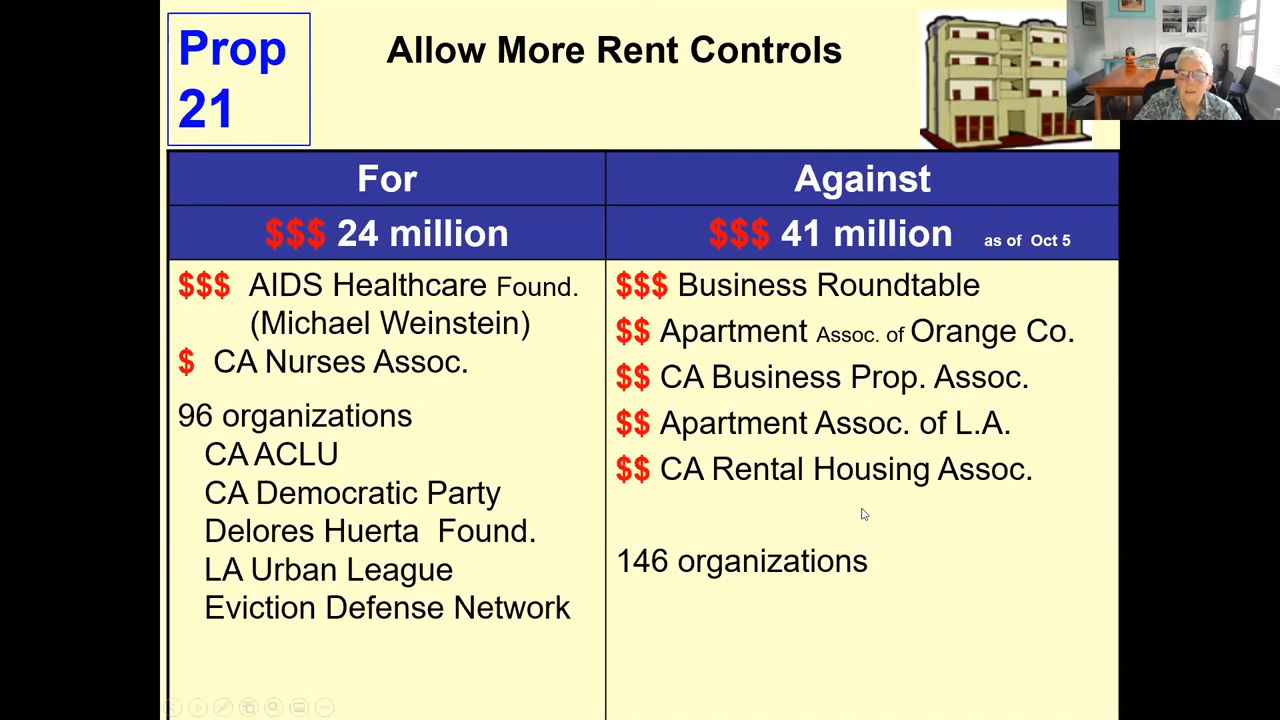 Prop
21
Allow More Rent Controls
For
Against
$$$ 24 million
$$$ 41 million as of Oct 5
$$$ AIDS Healthcare Found.
(Michael Weinstein)
$ CA Nurses Assoc.
96 organizations
CA ACLU
CA Democratic Party
Delores Huerta Found.
LA Urban League
Eviction Defense Network
$$$ Business Roundtable
$$ Apartment Assoc. of Orange Co.
$$ CA Business Prop. Assoc.
$$ Apartment Assoc. of L.A.
$$ CA Rental Housing Assoc.
146 organizations